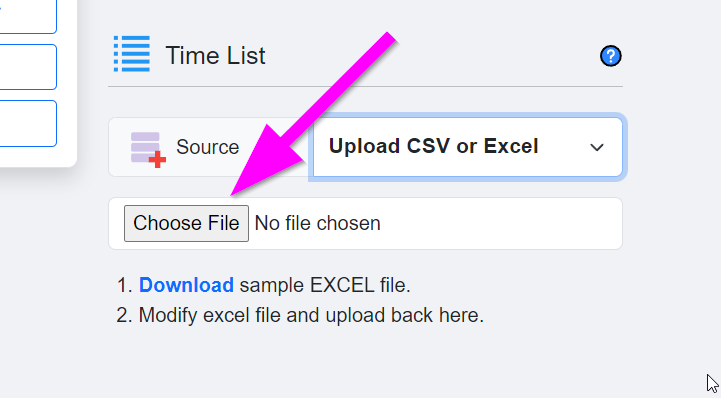 Time List
?
Source
Upload CSV or Excel
Choose File No file chosen
1. Download sample EXCEL file.
2. Modify excel file and upload back here.